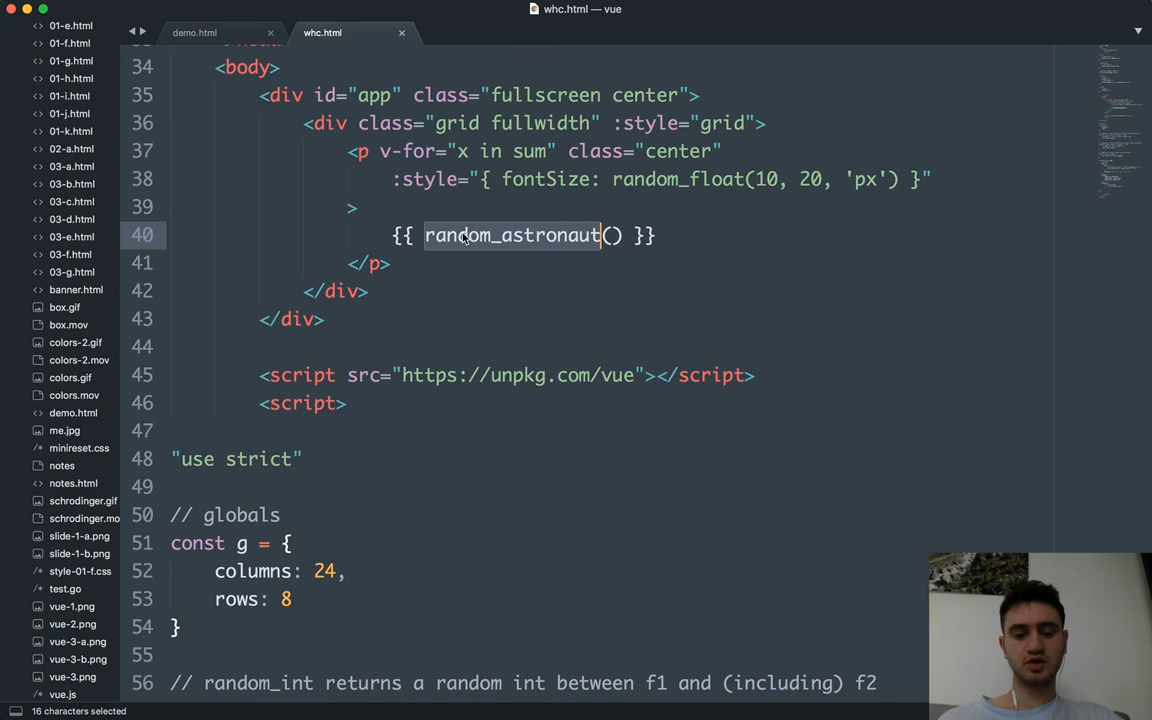 whc.html — vue
demo.html
whc.html
01-e.html
01-f.html
01-g.html
01-h.html
01-i.html
01-j.html
01-k.html
02-a.html
03-a.html
03-b.html
03-c.html
03-d.html
03-e.html
03-f.html
03-g.html
banner.html
box.gif
box.mov
colors-2.gif
colors-2.mov
colors.gif
colors.mov
demo.html
me.jpg
minireset.css
notes
notes.html
schrodinger.gif
schrodinger.mo
slide-1-a.png
slide-1-b.png
style-01-f.css
test.go
vue-1.png
vue-2.png
vue-3-a.png
vue-3-b.png
vue-3.png
vue.js
34 <body>
35 <div id="app" class="fullscreen center">
36 <div class="grid fullwidth" :style="grid">
37 <p v-for="x in sum" class="center"
38 :style="{ fontSize: random_float(10, 20, 'px') }"
39 >
40 {{ random_astronaut() }}
41 </p>
42 </div>
43 </div>
44
45 <script src="https://unpkg.com/vue"></script>
46 <script>
47
48 "use strict"
49
50 // globals
51 const g = {
52 columns: 24,
53 rows: 8
54 }
55
56 // random_int returns a random int between f1 and (including) f2
16 characters selected